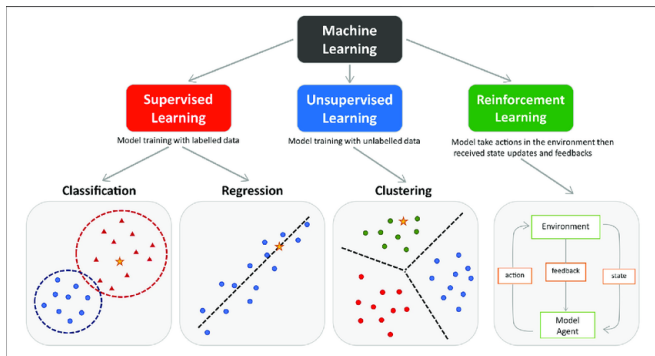 Machine
Learning
Supervised
Learning
Unsupervised
Learning
Reinforcement
Learning
Model training with labelled data
Model training with unlabelled data
Model take actions in the environment then
received state updates and feedbacks
Classification
Regression
Clustering
Environment
action
feedback
state
Model
Agent